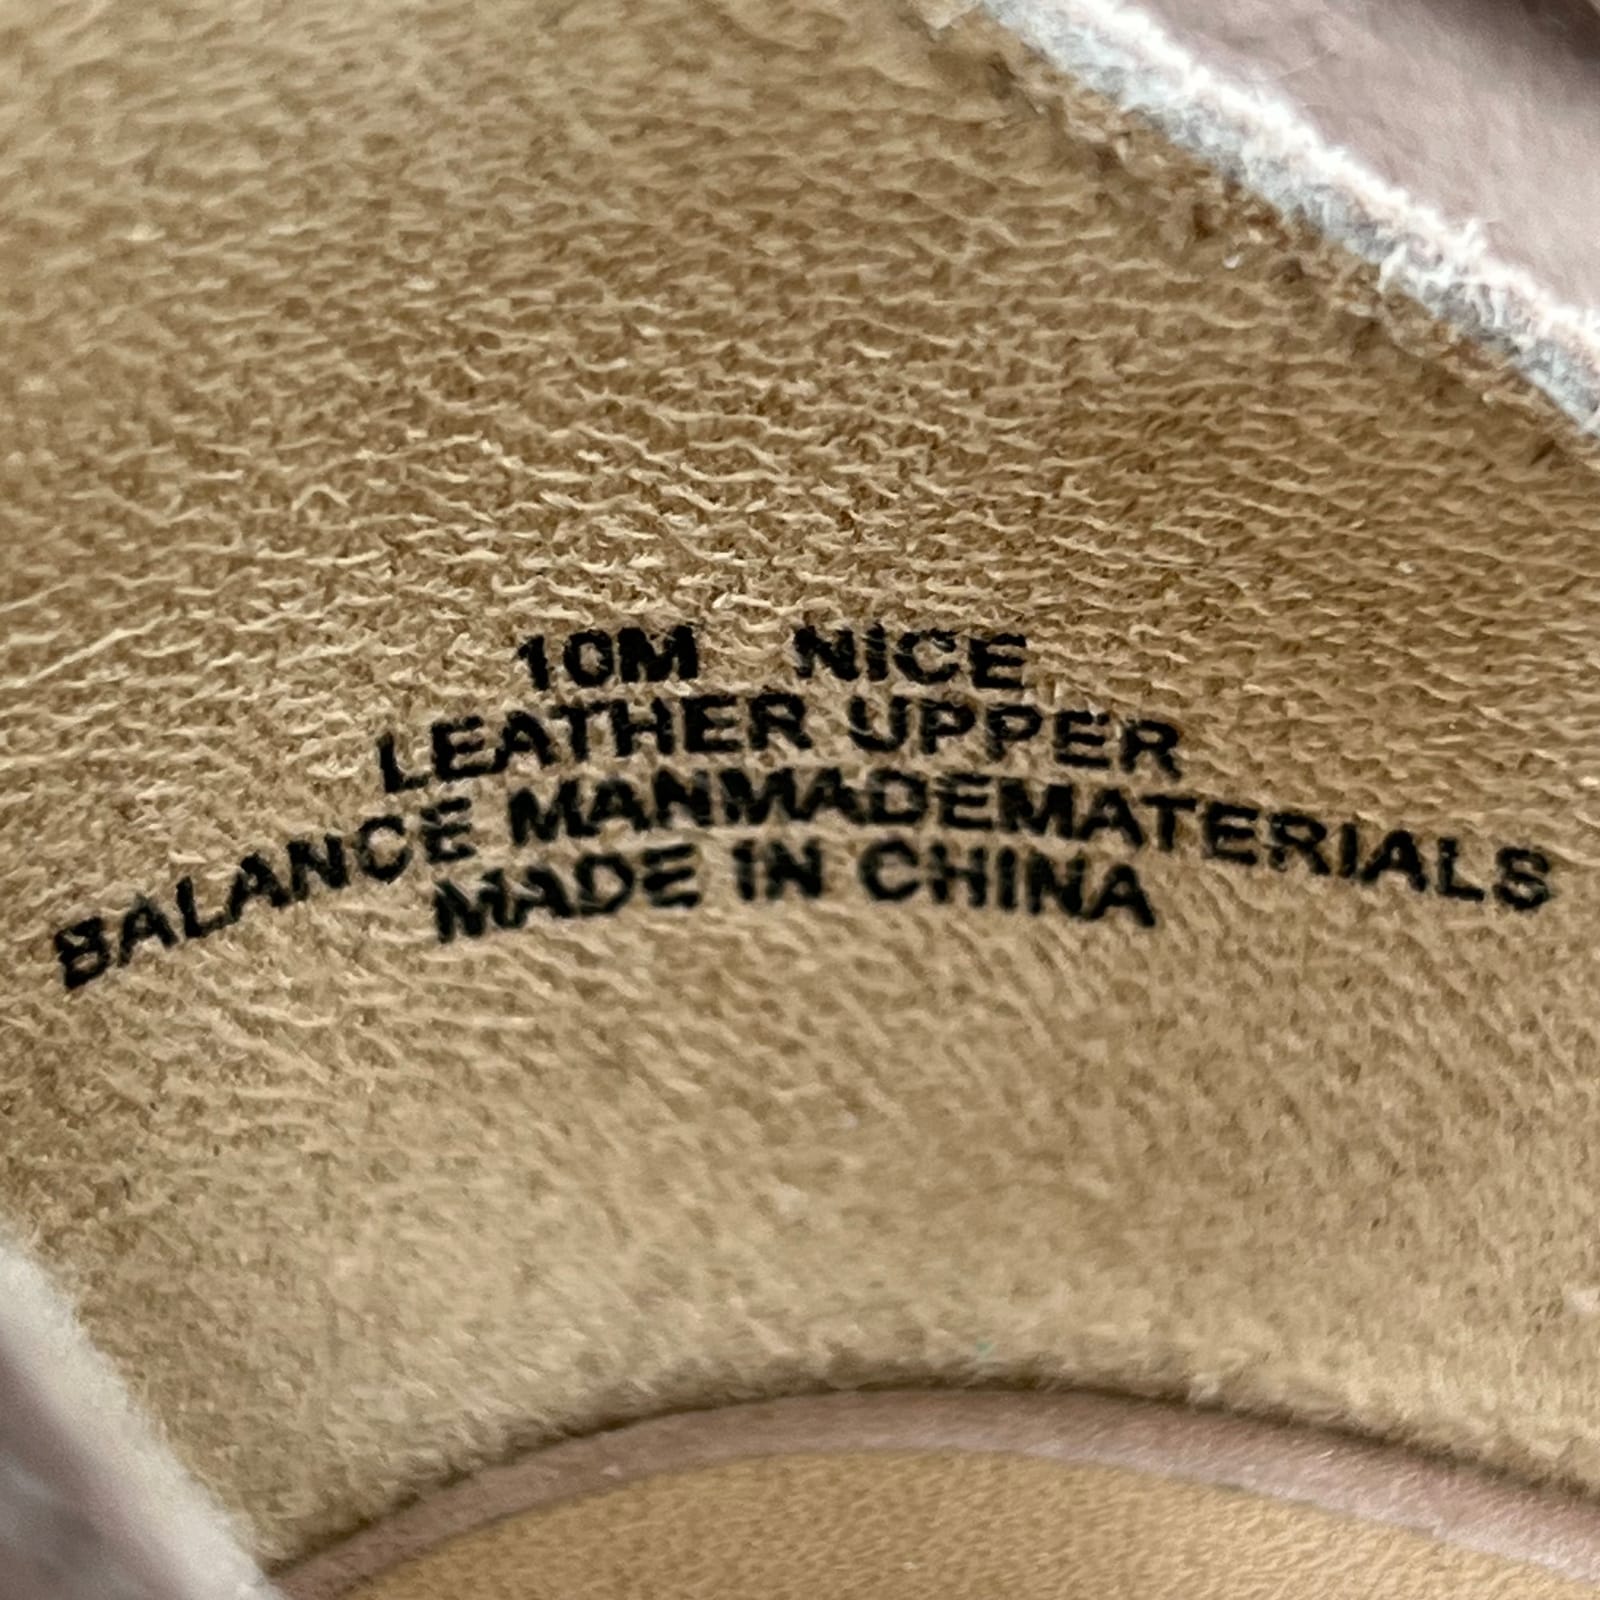 10M NICE
LEATHER UPPER
BALANCE MANMADEMATERIALS
MADE IN CHINA